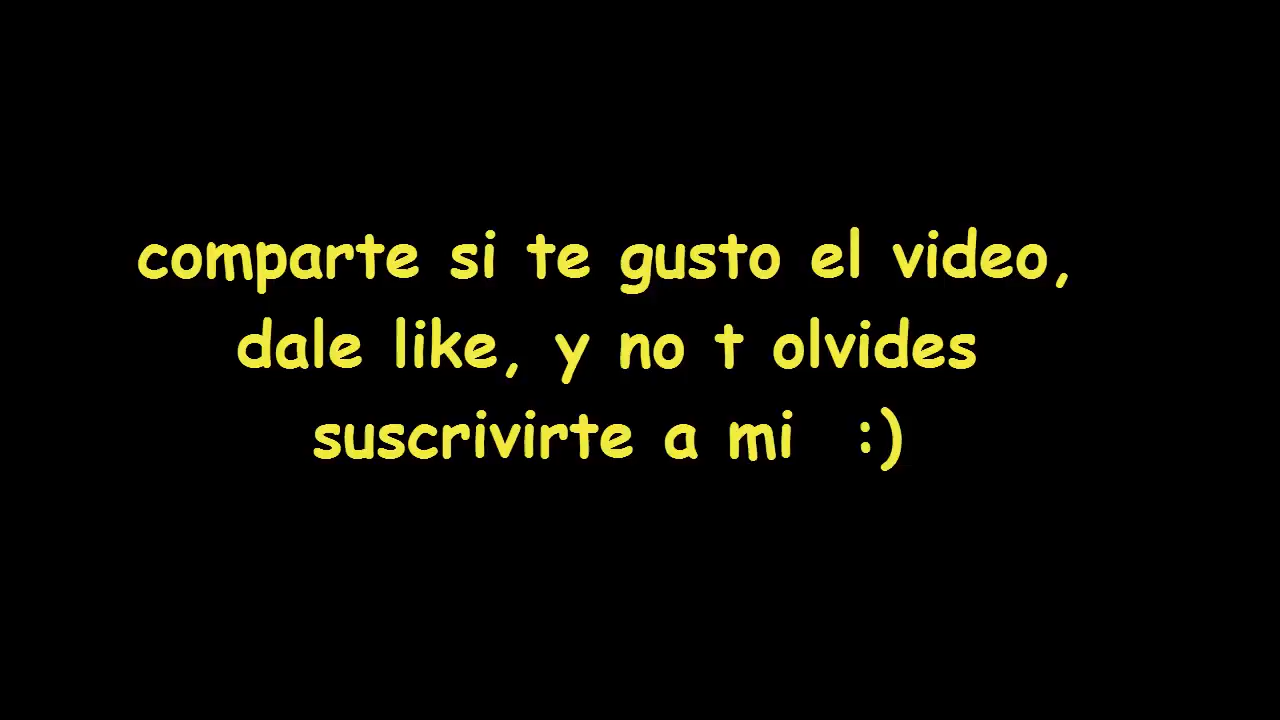 comparte si te gusto el video,
dale like, y no t olvides
suscrivirte a mi :)